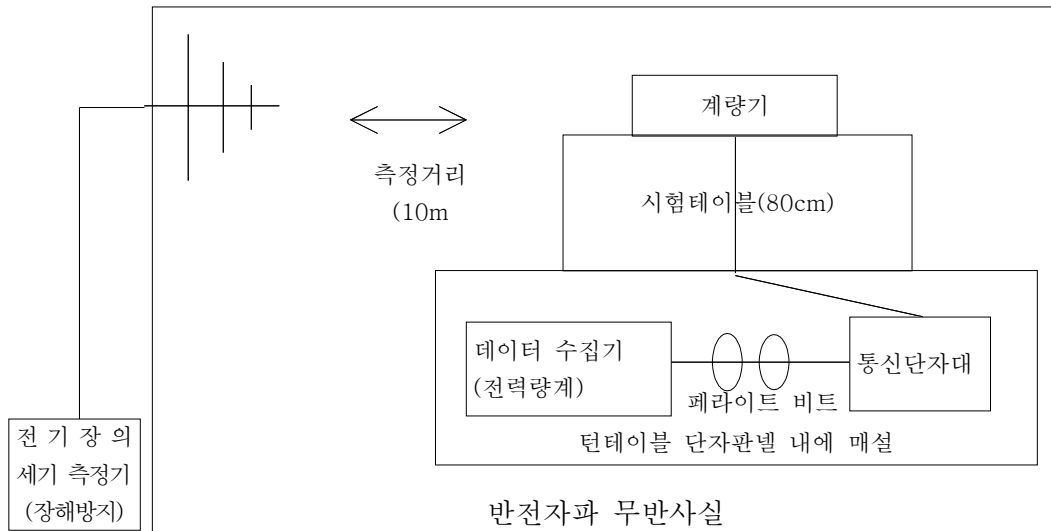 계량기
측정거리
(10m
시험테이블(80cm)
데이터 수집기
(전력량계)
통신단자대
페라이트 비트
턴테이블 단자판넬 내에 매설
전 기 장 의
세기 측정기
(장해방지)
반전자파 무반사실